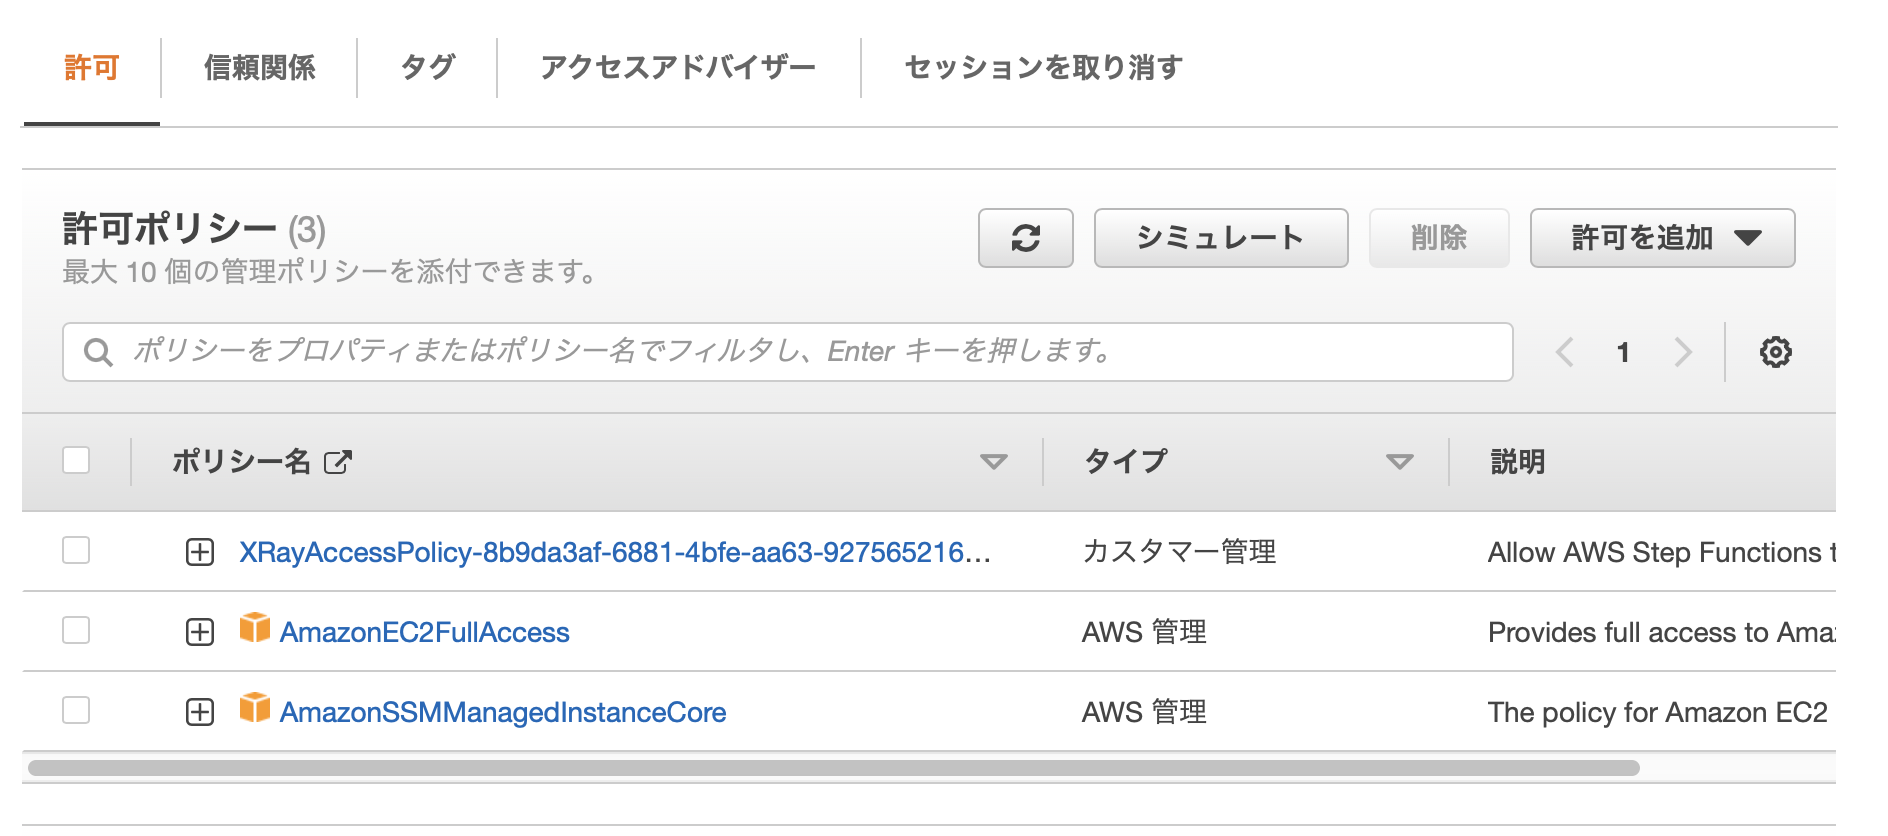 許可 信頼関係 タグ アクセスアドバイザー セッションを取り消す
許可ポリシー (3)
最大 10 個の管理ポリシーを添付できます。
シミュレート 削除 許可を追加
ポリシーをプロパティまたはポリシー名でフィルタし、Enter キーを押します。
1
ポリシー名 タイプ 説明
XRayAccessPolicy-8b9da3af-6881-4bfe-aa63-927565216... カスタマー管理 Allow AWS Step Functions t
AmazonEC2FullAccess AWS 管理 Provides full access to Ama
AmazonSSMManagedInstanceCore AWS 管理 The policy for Amazon EC2